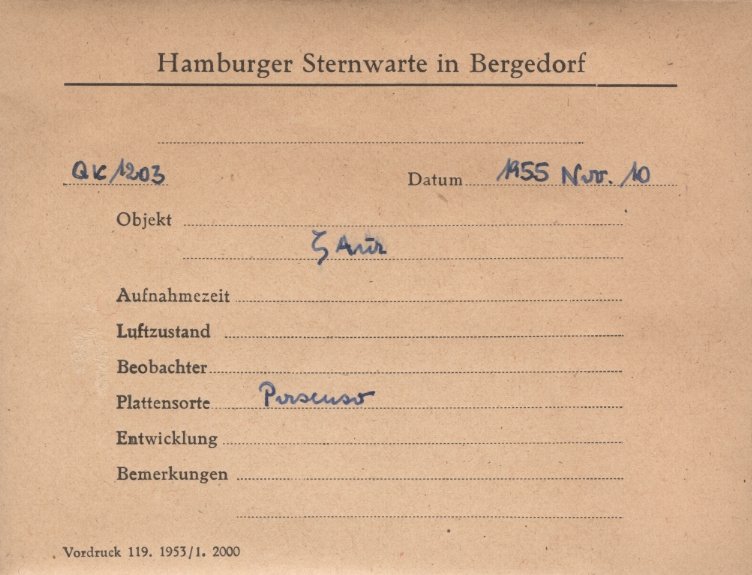 Hamburger Sternwarte in Bergedorf
QK 1203 Datum 1955 Nov. 10
Objekt
ζ Aur
Aufnahmezeit
Luftzustand
Beobachter
Plattensorte Persenso
Entwicklung
Bemerkungen
Vordruck 119. 1953/1. 2000